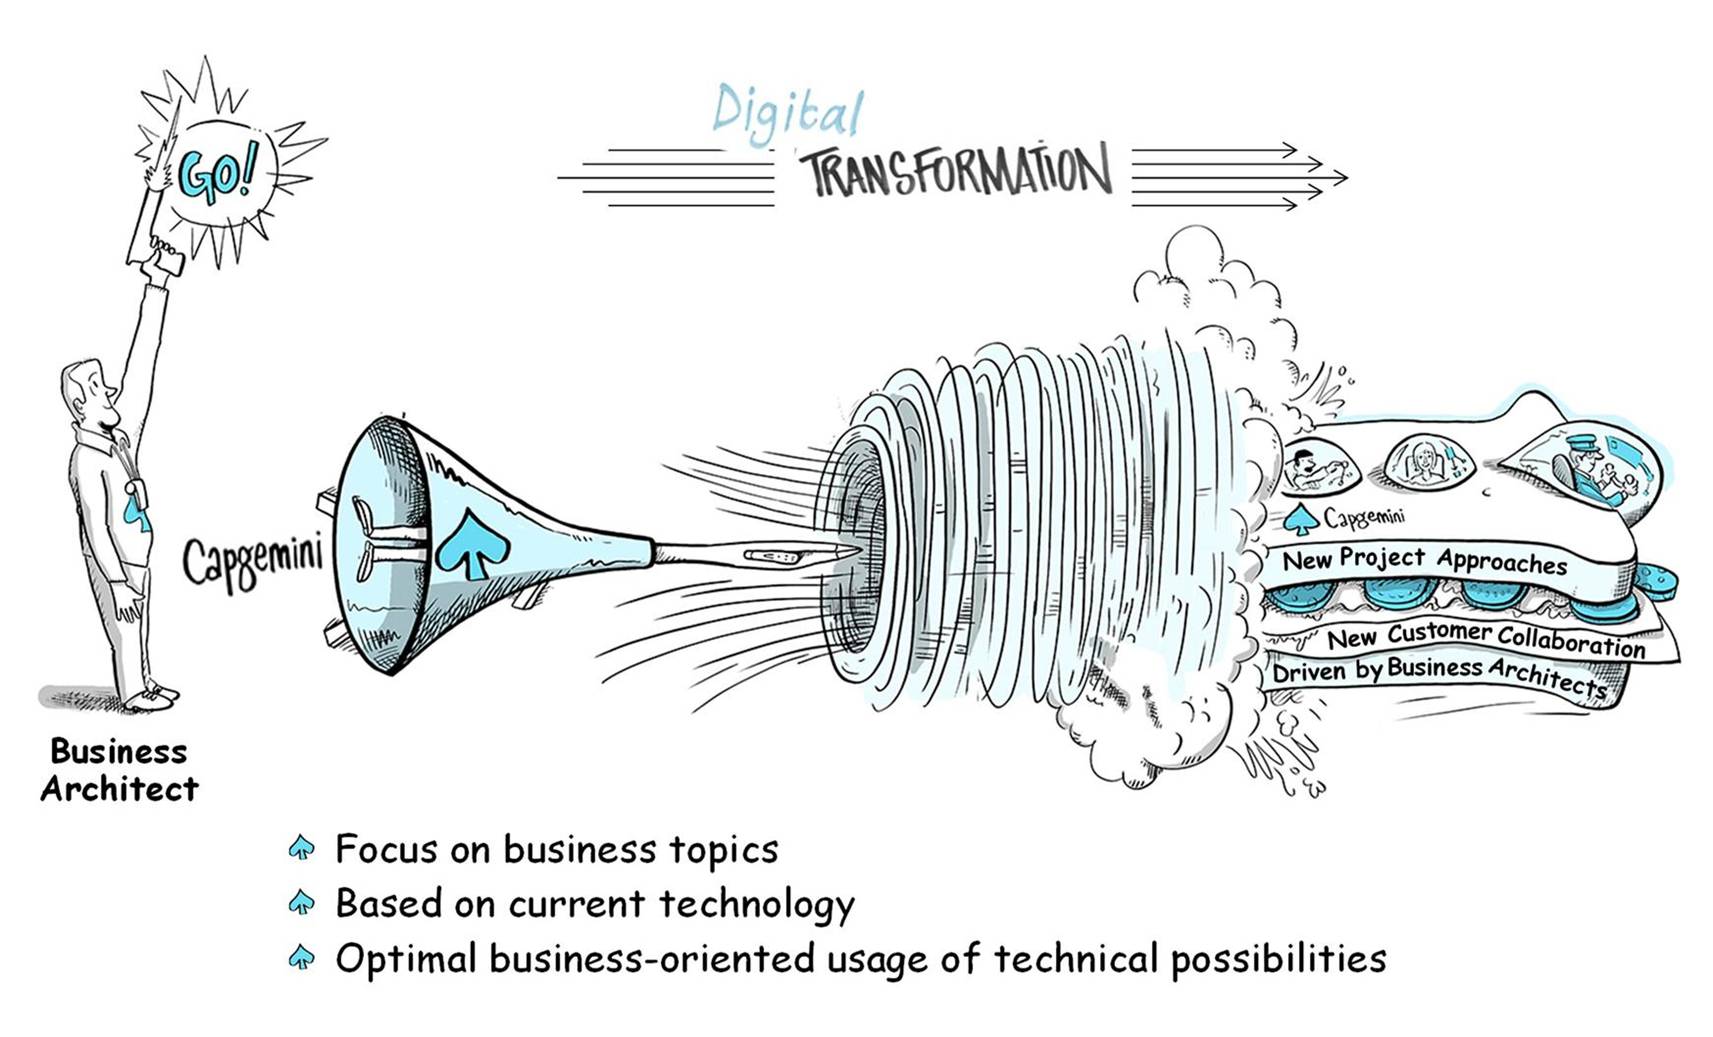 GO!
Digital
TRANSFORMATION
Capgemini
Capgemini
New Project Approaches
New Customer Collaboration
Driven by Business Architects
Business
Architect
Focus on business topics
Based on current technology
Optimal business-oriented usage of technical possibilities